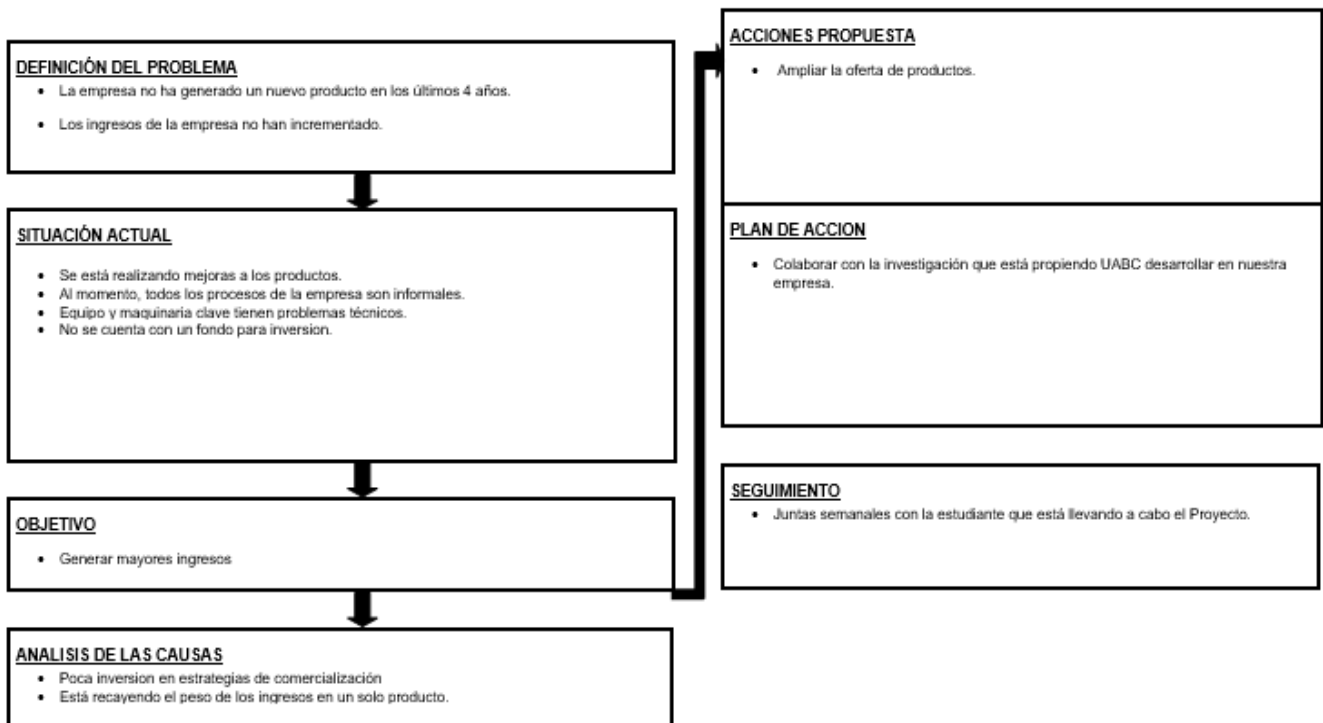 DEFINICIÓN DEL PROBLEMA
• La empresa no ha generado un nuevo producto en los últimos 4 años.
• Los ingresos de la empresa no han incrementado.
SITUACIÓN ACTUAL
• Se está realizando mejoras a los productos.
• Al momento, todos los procesos de la empresa son informales.
• Equipo y maquinaria clave tienen problemas técnicos.
• No se cuenta con un fondo para inversion.
OBJETIVO
• Generar mayores ingresos
ANALISIS DE LAS CAUSAS
• Poca inversion en estrategias de comercialización
• Está recayendo el peso de los ingresos en un solo producto.
ACCIONES PROPUESTA
• Ampliar la oferta de productos.
PLAN DE ACCION
• Colaborar con la investigación que está propiendo UABC desarrollar en nuestra
empresa.
SEGUIMIENTO
• Juntas semanales con la estudiante que está llevando a cabo el Proyecto.